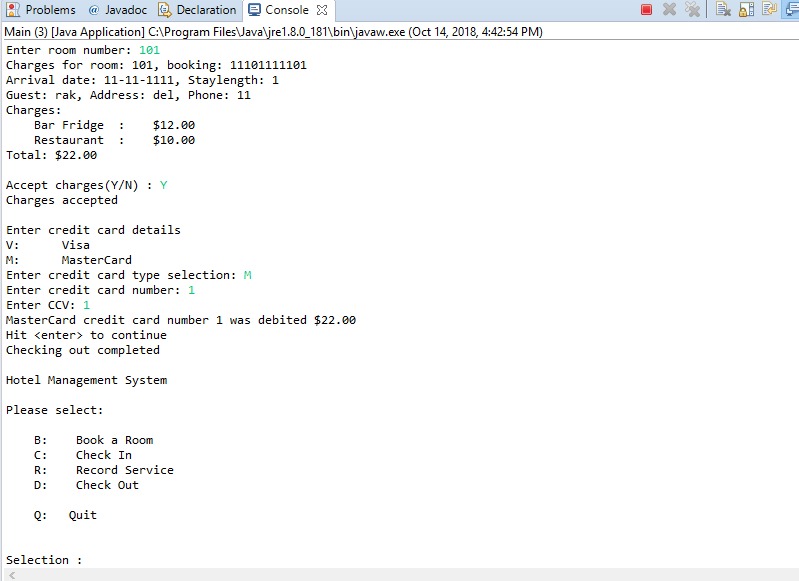 Problems @ Javadoc Declaration Console
Main (3) [Java Application] C:\Program Files\Java\jre1.8.0_181\bin\javaw.exe (Oct 14, 2018, 4:42:54 PM)
Enter room number: 101
Charges for room: 101, booking: 11101111101
Arrival date: 11-11-1111, Staylength: 1
Guest: rak, Address: del, Phone: 11
Charges:
    Bar Fridge  :    $12.00
    Restaurant  :    $10.00
Total: $22.00

Accept charges(Y/N) : Y
Charges accepted

Enter credit card details
V:      Visa
M:      MasterCard
Enter credit card type selection: M
Enter credit card number: 1
Enter CCV: 1
MasterCard credit card number 1 was debited $22.00
Hit <enter> to continue
Checking out completed

Hotel Management System

Please select:

    B:    Book a Room
    C:    Check In
    R:    Record Service
    D:    Check Out

    Q:   Quit

Selection :